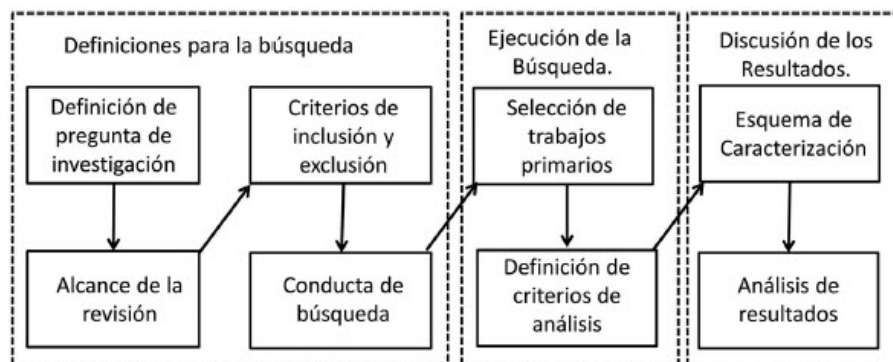 Definiciones para la búsqueda
Definición de
pregunta de
investigación
Alcance de la
revisión
Criterios de
inclusión y
exclusión
Conducta de
búsqueda
Ejecución de la
Búsqueda.
Selección de
trabajos
primarios
Definición de
criterios de
análisis
Discusión de los
Resultados.
Esquema de
Caracterización
Análisis de
resultados